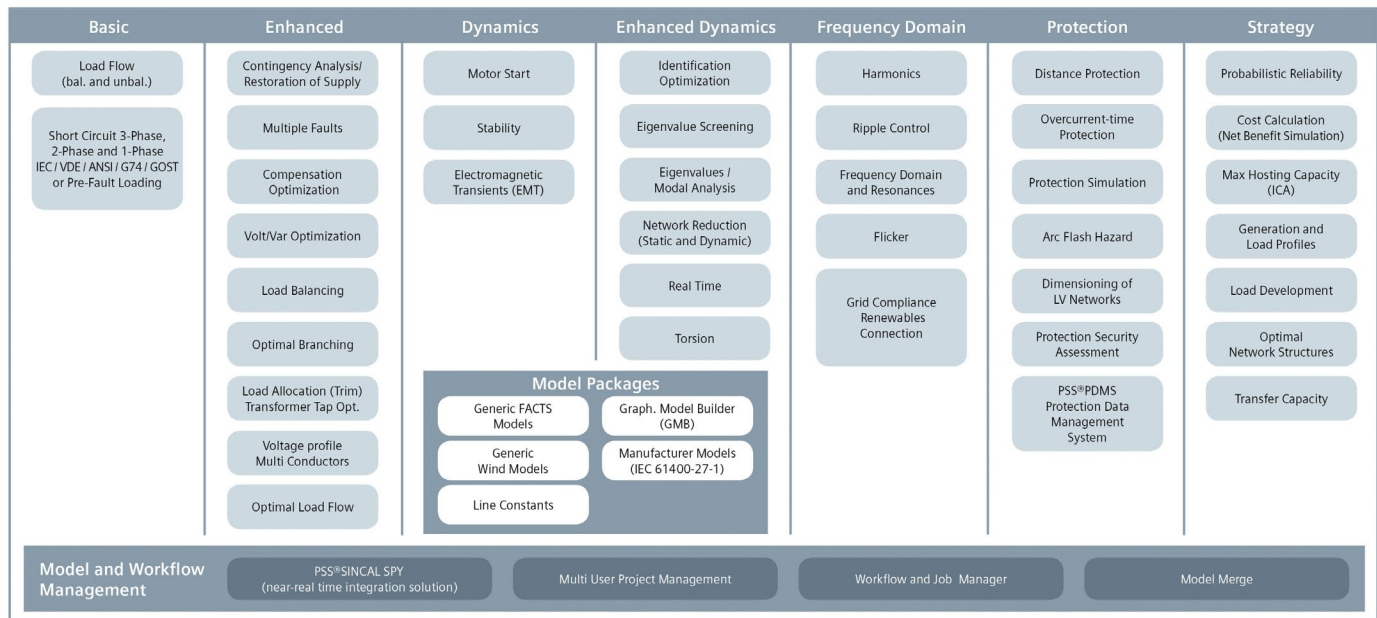 Basic
Enhanced
Dynamics
Enhanced Dynamics
Frequency Domain
Protection
Strategy
Load Flow
(bal. and unbal.)
Short Circuit 3-Phase,
2-Phase and 1-Phase
IEC / VDE / ANSI / G74 / GOST
or Pre-Fault Loading
Contingency Analysis/
Restoration of Supply
Multiple Faults
Compensation
Optimization
Volt/Var Optimization
Load Balancing
Optimal Branching
Load Allocation (Trim)
Transformer Tap Opt.
Voltage profile
Multi Conductors
Optimal Load Flow
Motor Start
Stability
Electromagnetic
Transients (EMT)
Identification
Optimization
Eigenvalue Screening
Eigenvalues /
Modal Analysis
Network Reduction
(Static and Dynamic)
Real Time
Torsion
Model Packages
Generic FACTS
Models
Generic
Wind Models
Line Constants
Graph. Model Builder
(GMB)
Manufacturer Models
(IEC 61400-27-1)
Harmonics
Ripple Control
Frequency Domain
and Resonances
Flicker
Grid Compliance
Renewables
Connection
Distance Protection
Overcurrent-time
Protection
Protection Simulation
Arc Flash Hazard
Dimensioning of
LV Networks
Protection Security
Assessment
PSS®PDMS
Protection Data
Management
System
Probabilistic Reliability
Cost Calculation
(Net Benefit Simulation)
Max Hosting Capacity
(ICA)
Generation and
Load Profiles
Load Development
Optimal
Network Structures
Transfer Capacity
Model and Workflow
Management
PSS®SINCAL SPY
(near-real time integration solution)
Multi User Project Management
Workflow and Job Manager
Model Merge